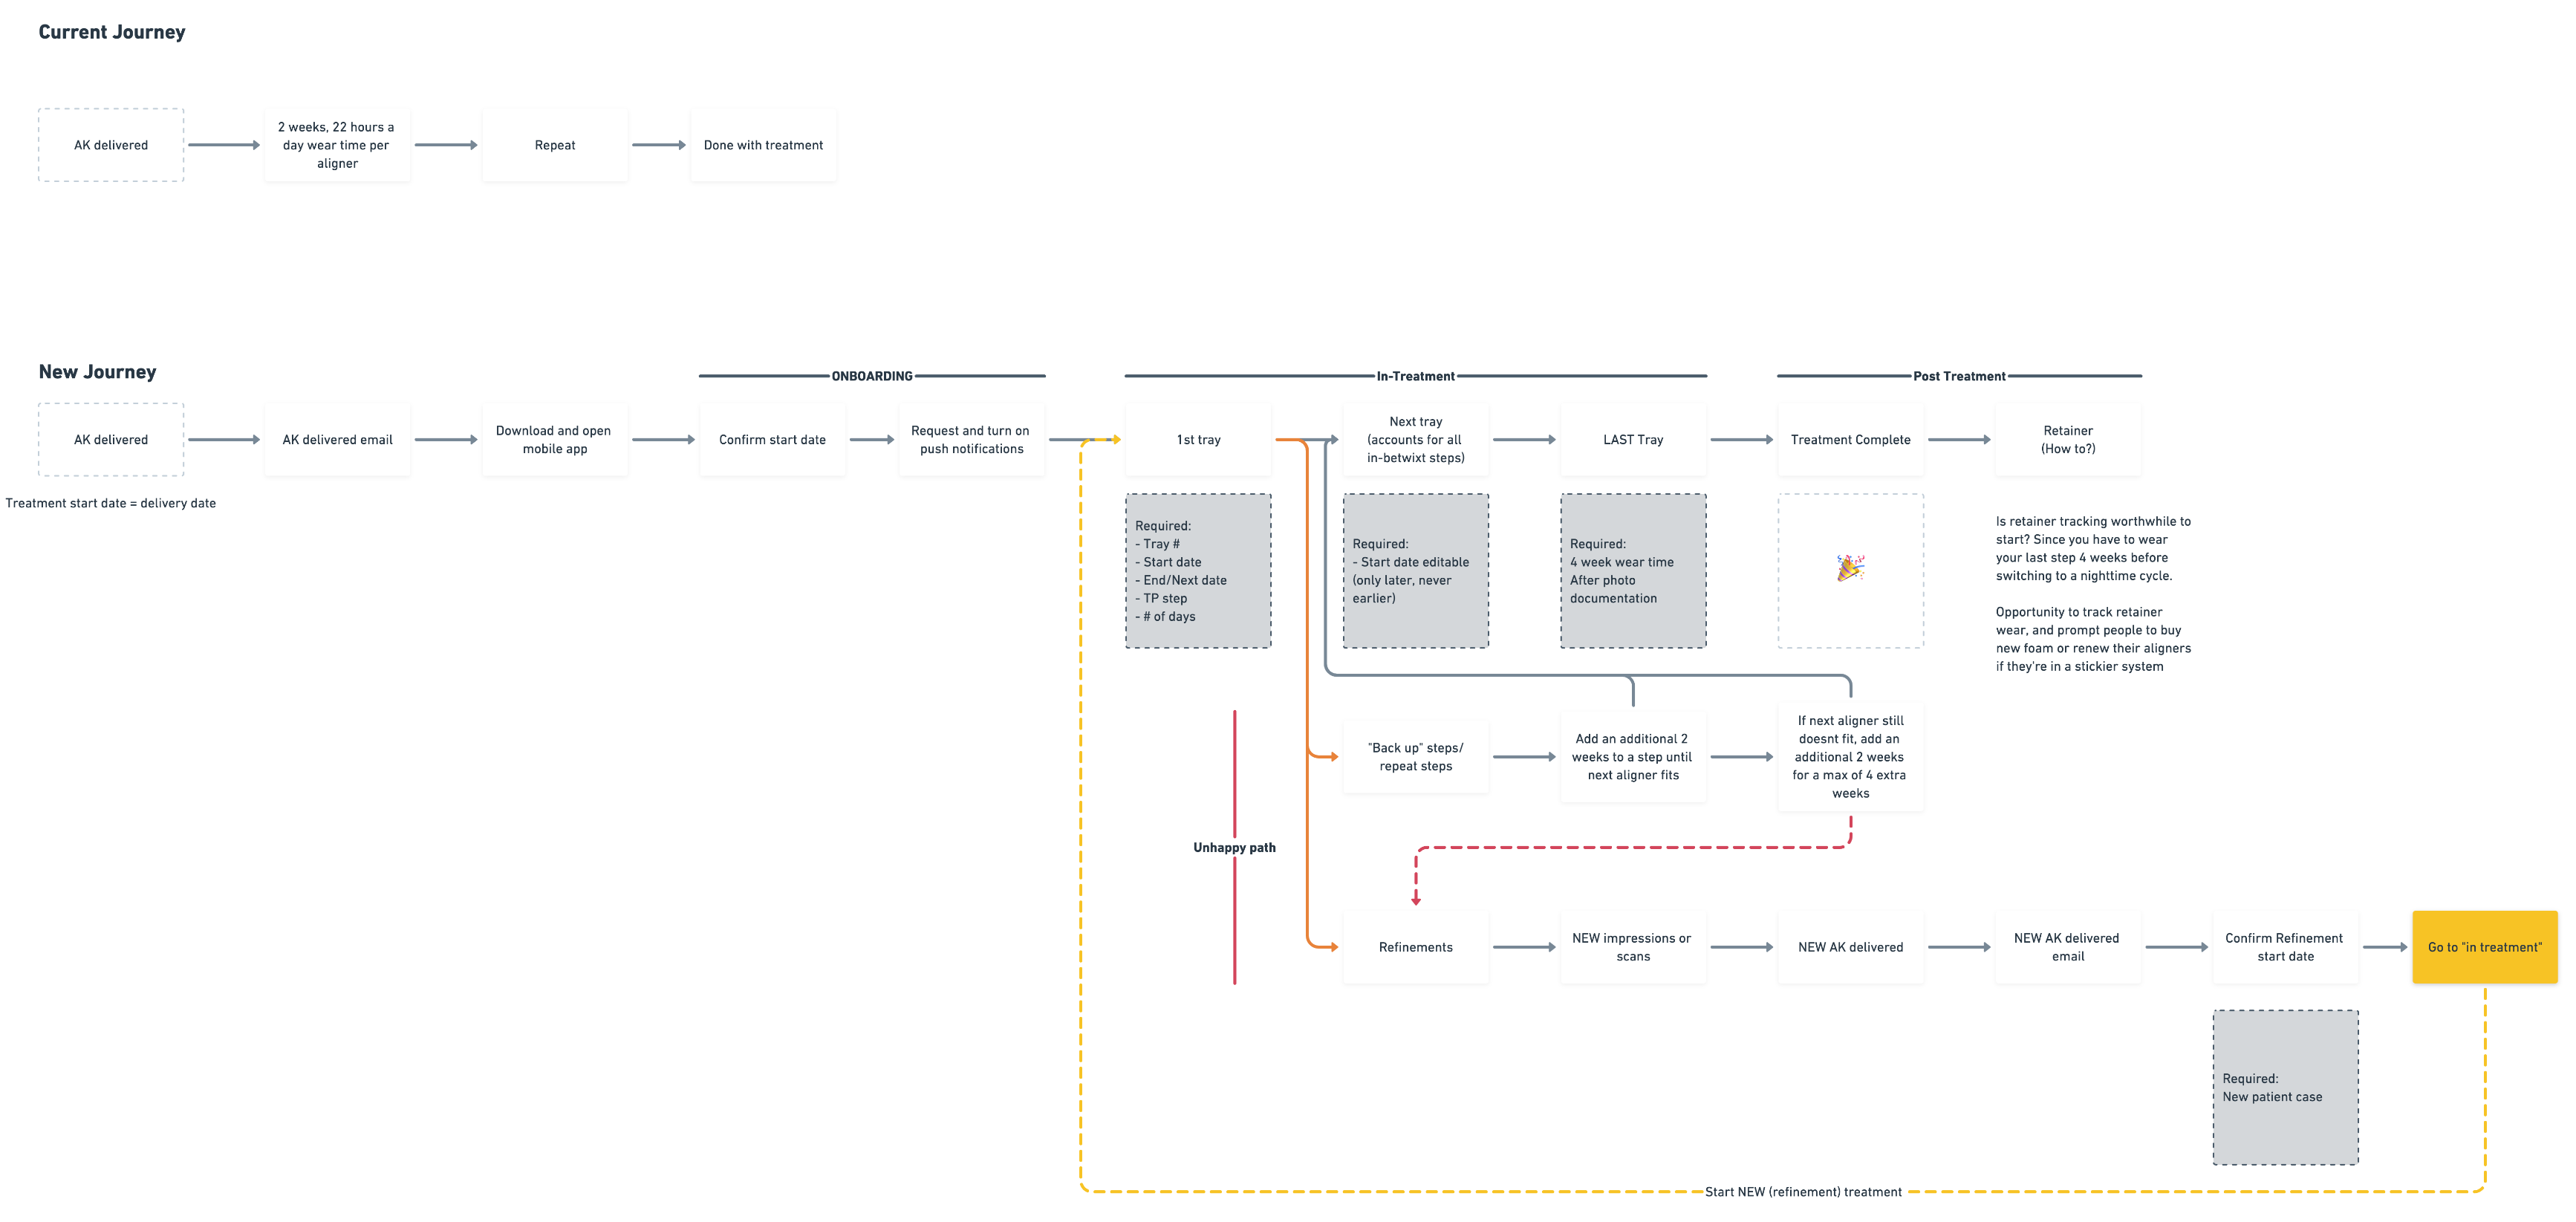 Current Journey
AK delivered
2 weeks, 22 hours a
day wear time per
aligner
Repeat
Done with treatment
New Journey
ONBOARDING
In-Treatment
Post Treatment
AK delivered
AK delivered email
Download and open
mobile app
Confirm start date
Request and turn on
push notifications
1st tray
Next tray
(accounts for all
in-betwixt steps)
LAST Tray
Treatment Complete
Retainer
(How to?)
Treatment start date = delivery date
Required:
- Tray #
- Start date
- End/Next date
- TP step
- # of days
Required:
- Start date editable
(only later, never
earlier)
Required:
4 week wear time
After photo
documentation
Is retainer tracking worthwhile to
start? Since you have to wear
your last step 4 weeks before
switching to a nighttime cycle.
Opportunity to track retainer
wear, and prompt people to buy
new foam or renew their aligners
if they're in a stickier system
Unhappy path
"Back up" steps/
repeat steps
Add an additional 2
weeks to a step until
next aligner fits
If next aligner still
doesnt fit, add an
additional 2 weeks
for a max of 4 extra
weeks
Refinements
NEW impressions or
scans
NEW AK delivered
NEW AK delivered
email
Confirm Refinement
start date
Go to "in treatment"
Required:
New patient case
Start NEW (refinement) treatment